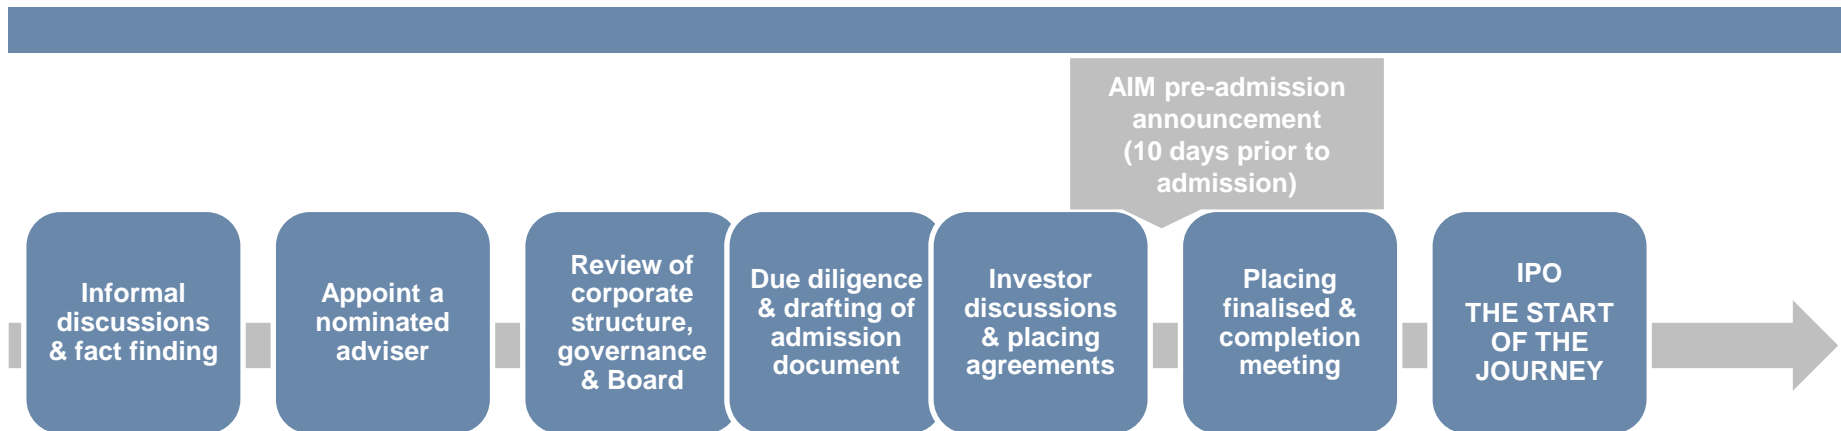 AIM pre-admission
announcement
(10 days prior to
admission)
Informal
discussions
& fact finding
Appoint a
nominated
adviser
Review of
corporate
structure,
governance
& Board
Due diligence
& drafting of
admission
document
Investor
discussions
& placing
agreements
Placing
finalised &
completion
meeting
IPO
THE START
OF THE
JOURNEY